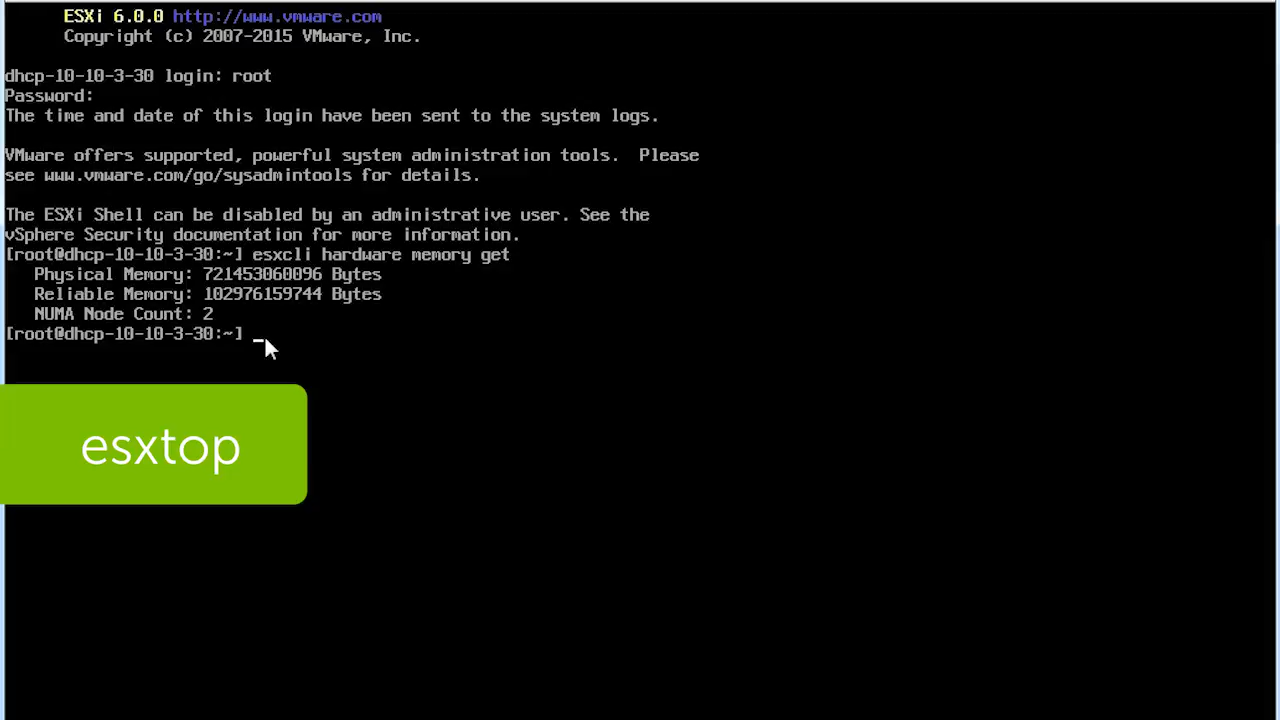 ESXi 6.0.0 http://www.vmware.com
Copyright (c) 2007-2015 VMware, Inc.
dhcp-10-10-3-30 login: root
Password:
The time and date of this login have been sent to the system logs.
VMware offers supported, powerful system administration tools.  Please
see www.vmware.com/go/sysadmintools for details.
The ESXi Shell can be disabled by an administrative user. See the
vSphere Security documentation for more information.
[root@dhcp-10-10-3-30:~] esxcli hardware memory get
Physical Memory: 721453060096 Bytes
Reliable Memory: 102976159744 Bytes
NUMA Node Count: 2
[root@dhcp-10-10-3-30:~] _
esxtop